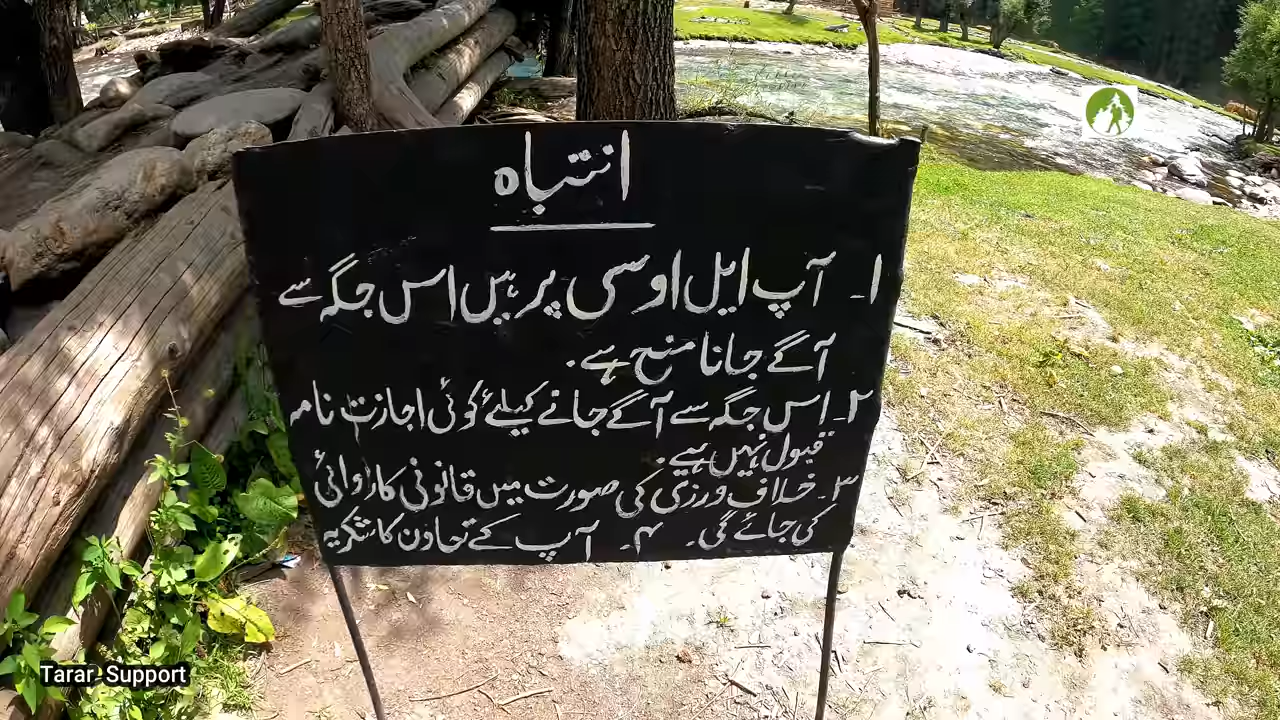 انتباہ
۱۔ آپ ایل او سی پر ہیں اس جگہ سے
آگے جانا منع ہے۔
۲۔ اس جگہ سے آگے جانے کیلئے کوئی اجازت نامہ
قبول نہیں ہے۔
۳۔ خلاف ورزی کی صورت میں قانونی کاروائی
کی جائے گی۔ ۴۔ آپ کے تعاون کا شکریہ
Tarar Support